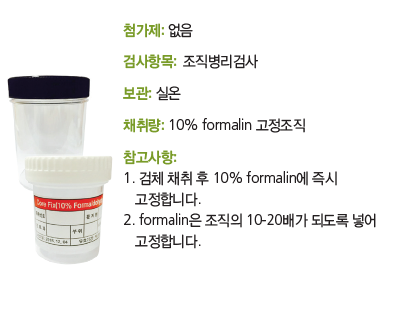 첨가제: 없음
검사항목: 조직병리검사
보관: 실온
채취량: 10% formalin 고정조직
참고사항:
1. 검체 채취 후 10% formalin에 즉시
고정합니다.
2. formalin은 조직의 10-20배가 되도록 넣어
고정합니다.
Fix(10% Formaldehyde